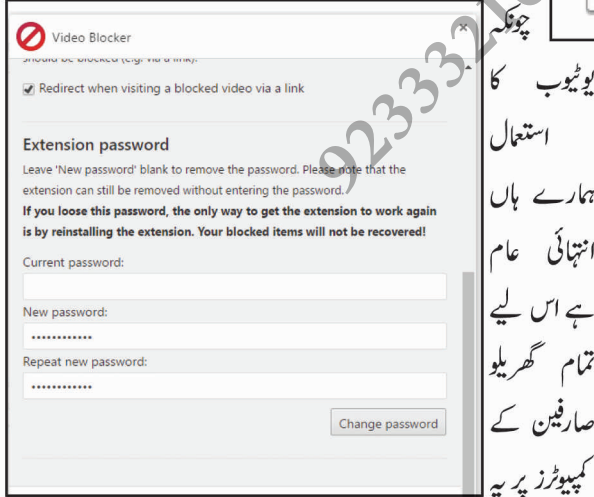 Video Blocker
×
should be blocked (e.g. via a link).
Redirect when visiting a blocked video via a link
Extension password
Leave 'New password' blank to remove the password. Please note that the
extension can still be removed without entering the password.
If you loose this password, the only way to get the extension to work again
is by reinstalling the extension. Your blocked items will not be recovered!
Current password:
New password:
••••••••••••
Repeat new password:
••••••••••••
Change password
چونکہ
یوٹیوب کا
استعمال
ہمارے ہاں
انتہائی عام
ہے اس لیے
تمام گھریلو
صارفین کے
کمپیوٹرز پر یہ